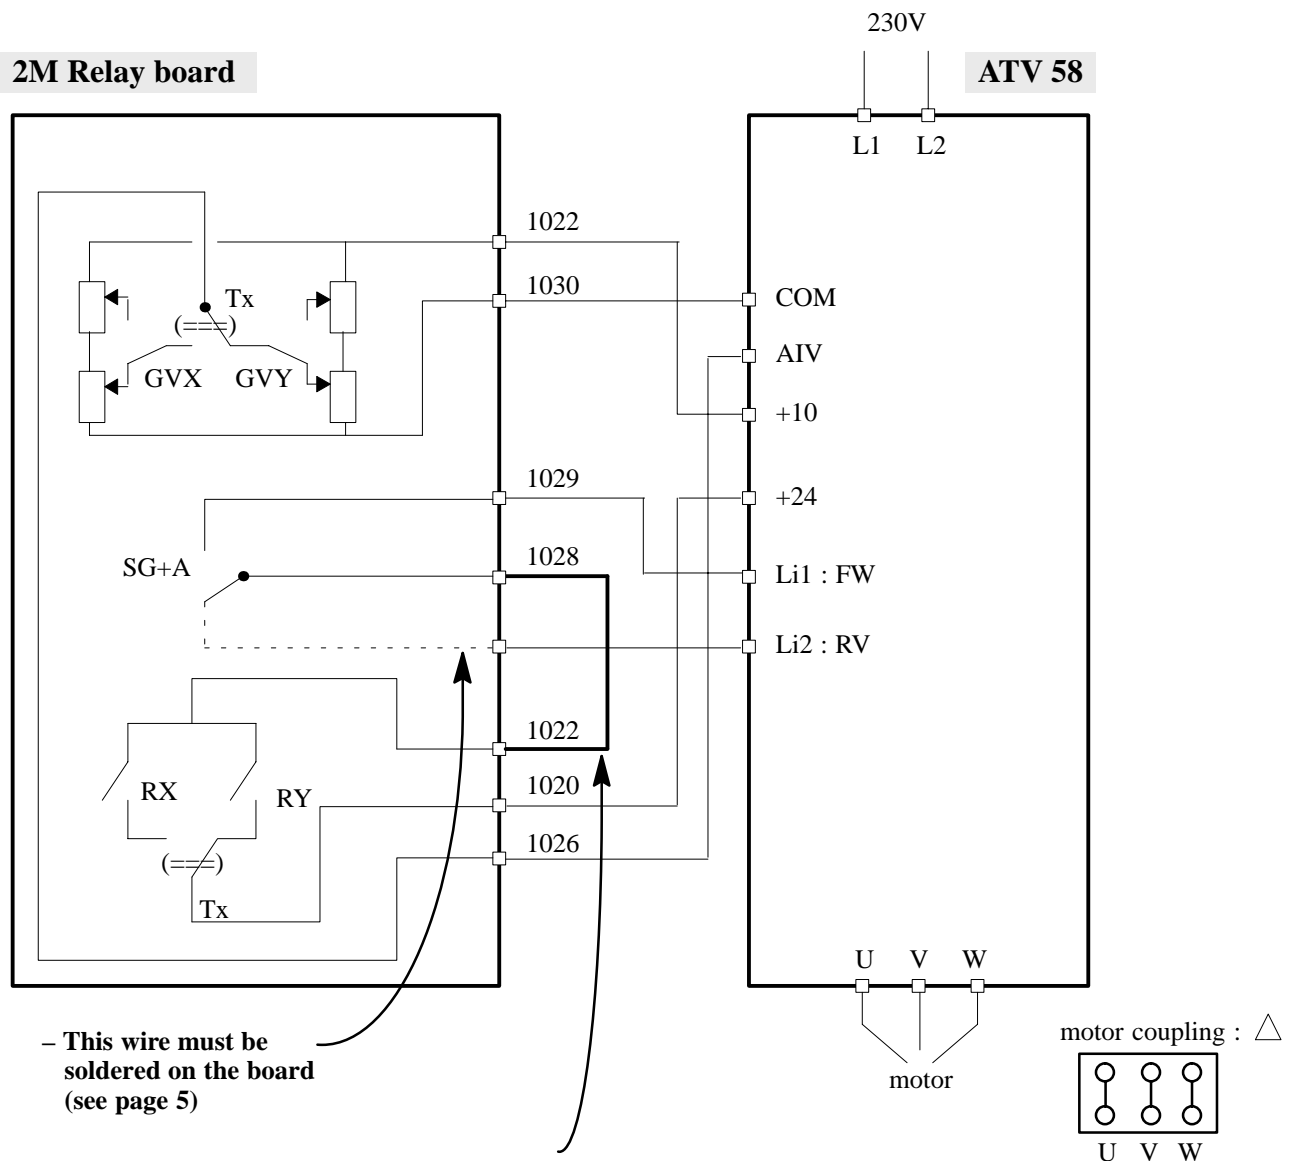 230V
2M Relay board
ATV 58
L1 L2
1022
1030
Tx
(====)
COM
AIV
GVX GVY
+10
1029
+24
1028
SG+A
Li1 : FW
Li2 : RV
1022
RX
RY
1020
1026
(====)
Tx
U V W
– This wire must be
soldered on the board
(see page 5)
motor coupling : △
motor
U V W